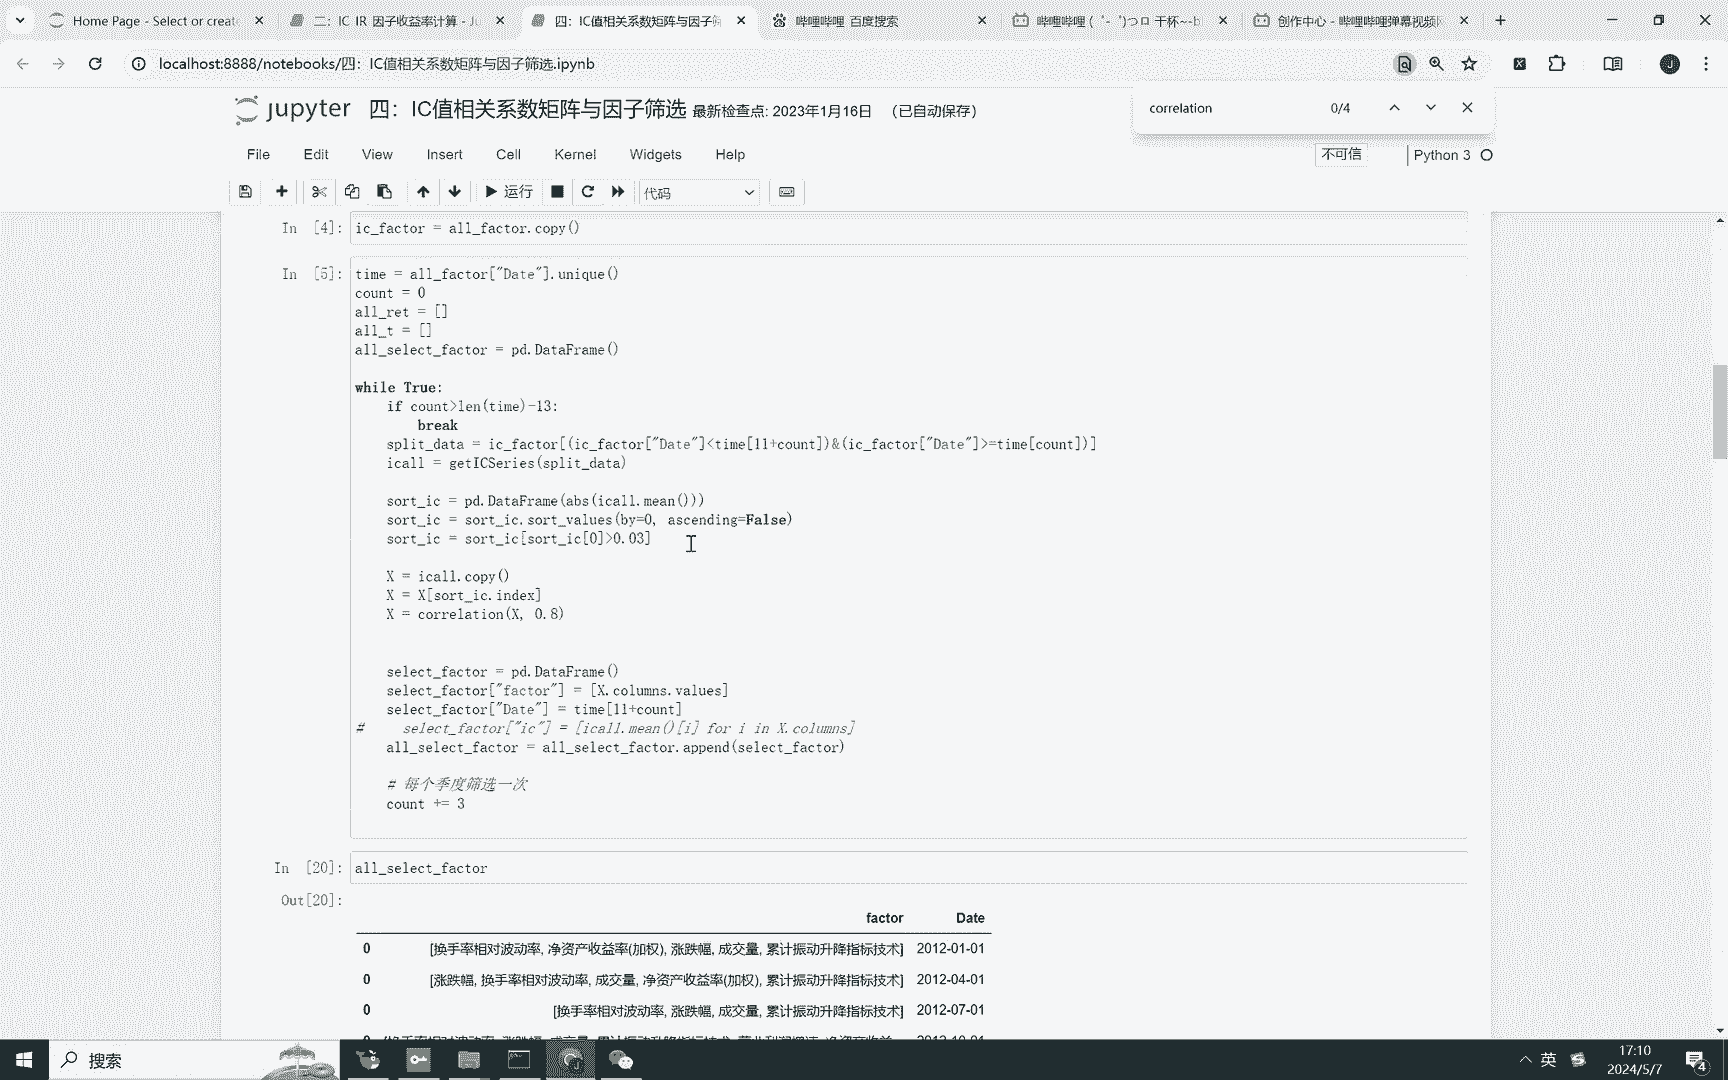 Home Page - Select or create
二：IC IR 因子收益率计算 - Ju
四：IC值相关系数矩阵与因子筛
哔哩哔哩_百度搜索
哔哩哔哩 (゜-゜)つロ 干杯~-b
创作中心 - 哔哩哔哩弹幕视频网
localhost:8888/notebooks/四：IC值相关系数矩阵与因子筛选.ipynb
correlation 0/4
jupyter 四：IC值相关系数矩阵与因子筛选 最新检查点: 2023年1月16日 （已自动保存）
File Edit View Insert Cell Kernel Widgets Help 不可信 Python 3
运行 代码
In [4]: ic_factor = all_factor.copy()
In [5]: time = all_factor["Date"].unique()
count = 0
all_ret = []
all_t = []
all_select_factor = pd.DataFrame()
while True:
    if count>len(time)-13:
        break
    split_data = ic_factor[(ic_factor["Date"]<time[11+count])&(ic_factor["Date"]>=time[count])]
    icall = getICSeries(split_data)
    sort_ic = pd.DataFrame(abs(icall.mean()))
    sort_ic = sort_ic.sort_values(by=0, ascending=False)
    sort_ic = sort_ic[sort_ic[0]>0.03]
    X = icall.copy()
    X = X[sort_ic.index]
    X = correlation(X, 0.8)
    select_factor = pd.DataFrame()
    select_factor["factor"] = [X.columns.values]
    select_factor["Date"] = time[11+count]
#     select_factor["ic"] = [icall.mean()[i] for i in X.columns]
    all_select_factor = all_select_factor.append(select_factor)
    # 每个季度筛选一次
    count += 3
In [20]: all_select_factor
Out[20]:
factor Date
0 [换手率相对波动率, 净资产收益率(加权), 涨跌幅, 成交量, 累计振动升降指标技术] 2012-01-01
0 [涨跌幅, 换手率相对波动率, 成交量, 净资产收益率(加权), 累计振动升降指标技术] 2012-04-01
0 [换手率相对波动率, 涨跌幅, 成交量, 累计振动升降指标技术] 2012-07-01
搜索
英
17:10
2024/5/7
4